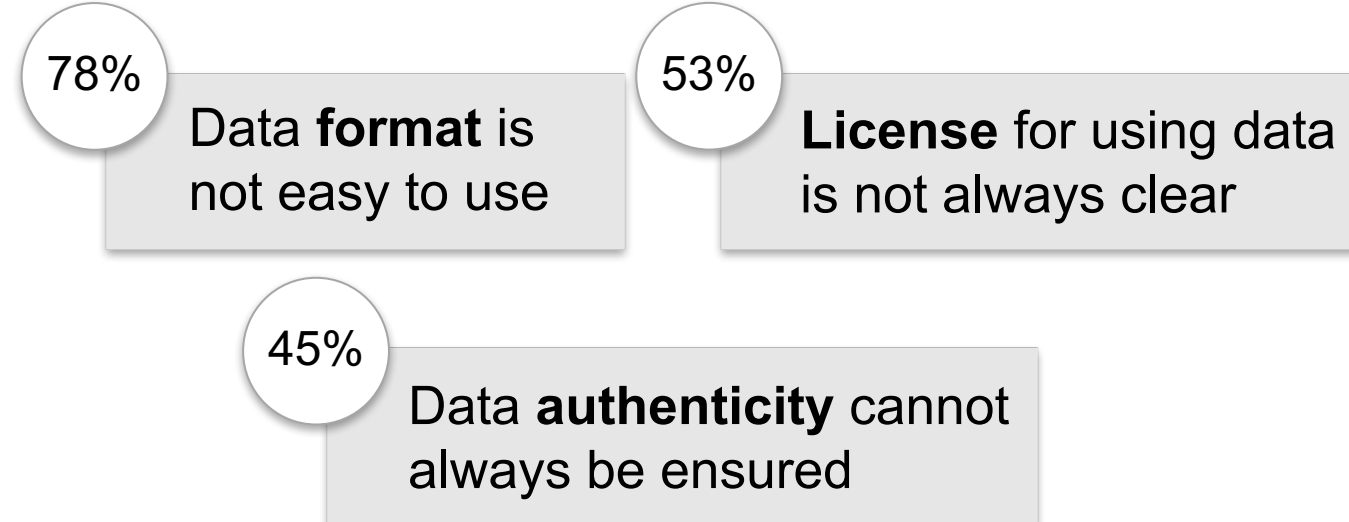 78%
Data format is
not easy to use
53%
License for using data
is not always clear
45%
Data authenticity cannot
always be ensured